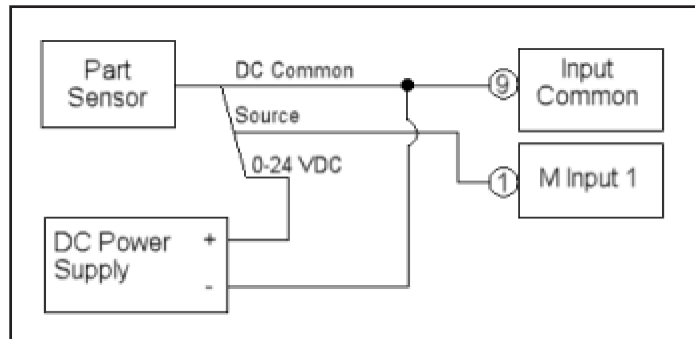 Part
Sensor
DC Common
9
Input
Common
Source
1
M Input 1
0-24 VDC
DC Power
Supply
+
-